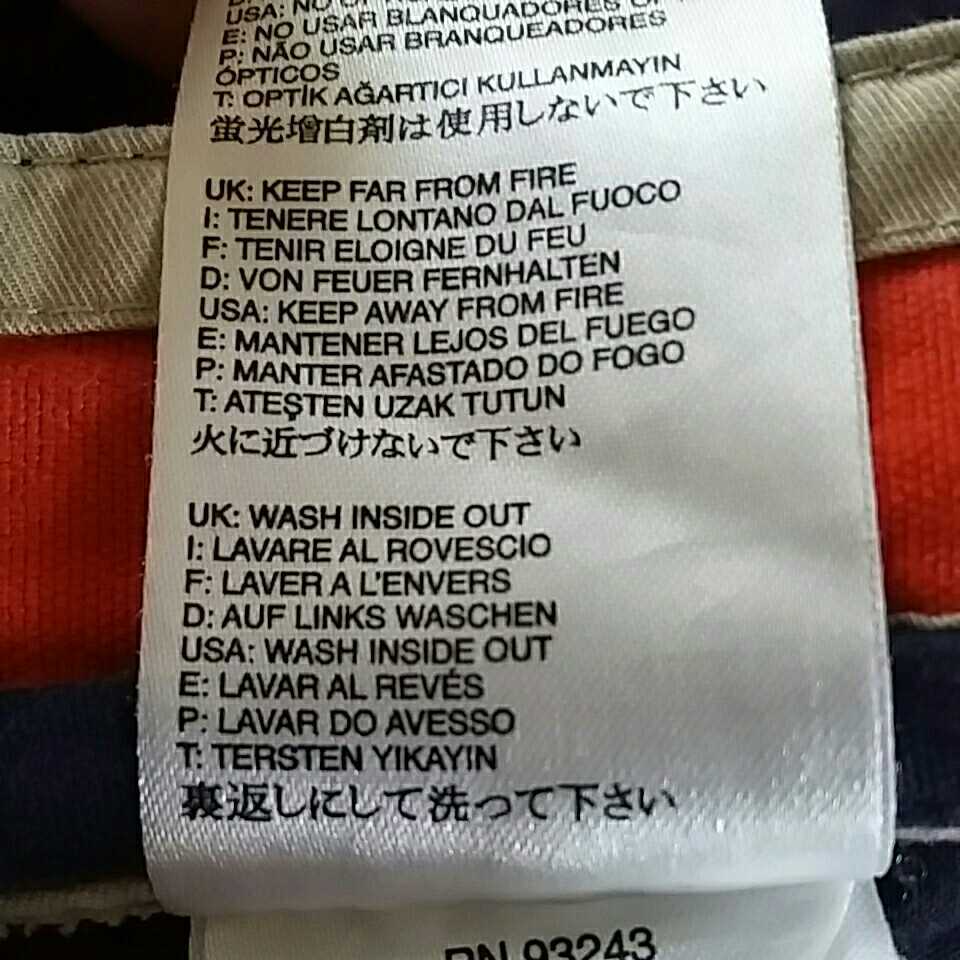 USA: NO
E: NO USAR BLANQUADORES
P: NÃO USAR BRANQUEADORES
ÓPTICOS
T: OPTİK AĞARTICI KULLANMAYIN
蛍光増白剤は使用しないで下さい
UK: KEEP FAR FROM FIRE
I: TENERE LONTANO DAL FUOCO
F: TENIR ELOIGNE DU FEU
D: VON FEUER FERNHALTEN
USA: KEEP AWAY FROM FIRE
E: MANTENER LEJOS DEL FUEGO
P: MANTER AFASTADO DO FOGO
T: ATEŞTEN UZAK TUTUN
火に近づけないで下さい
UK: WASH INSIDE OUT
I: LAVARE AL ROVESCIO
F: LAVER A L'ENVERS
D: AUF LINKS WASCHEN
USA: WASH INSIDE OUT
E: LAVAR AL REVÉS
P: LAVAR DO AVESSO
T: TERSTEN YIKAYIN
裏返しにして洗って下さい
RN 93243